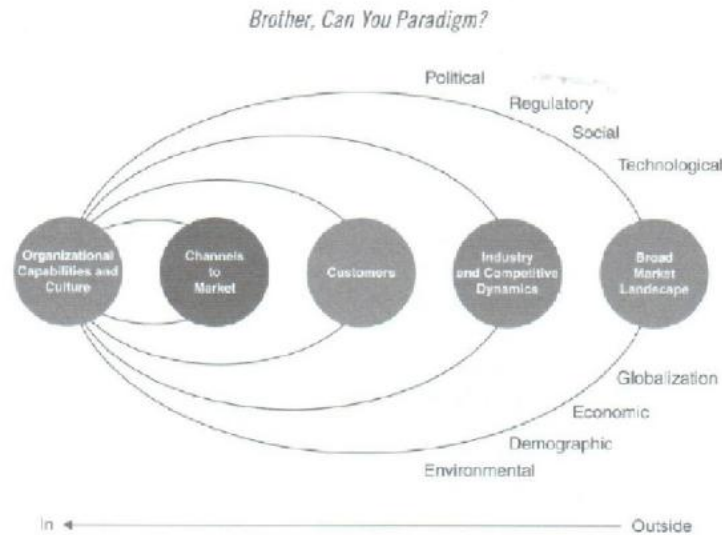 Brother, Can You Paradigm?
Political
Regulatory
Social
Technological
Organizational
Capabilities and
Culture
Channels
to
Market
Customers
Industry
and Competitive
Dynamics
Broad
Market
Landscape
Globalization
Economic
Demographic
Environmental
In
Outside